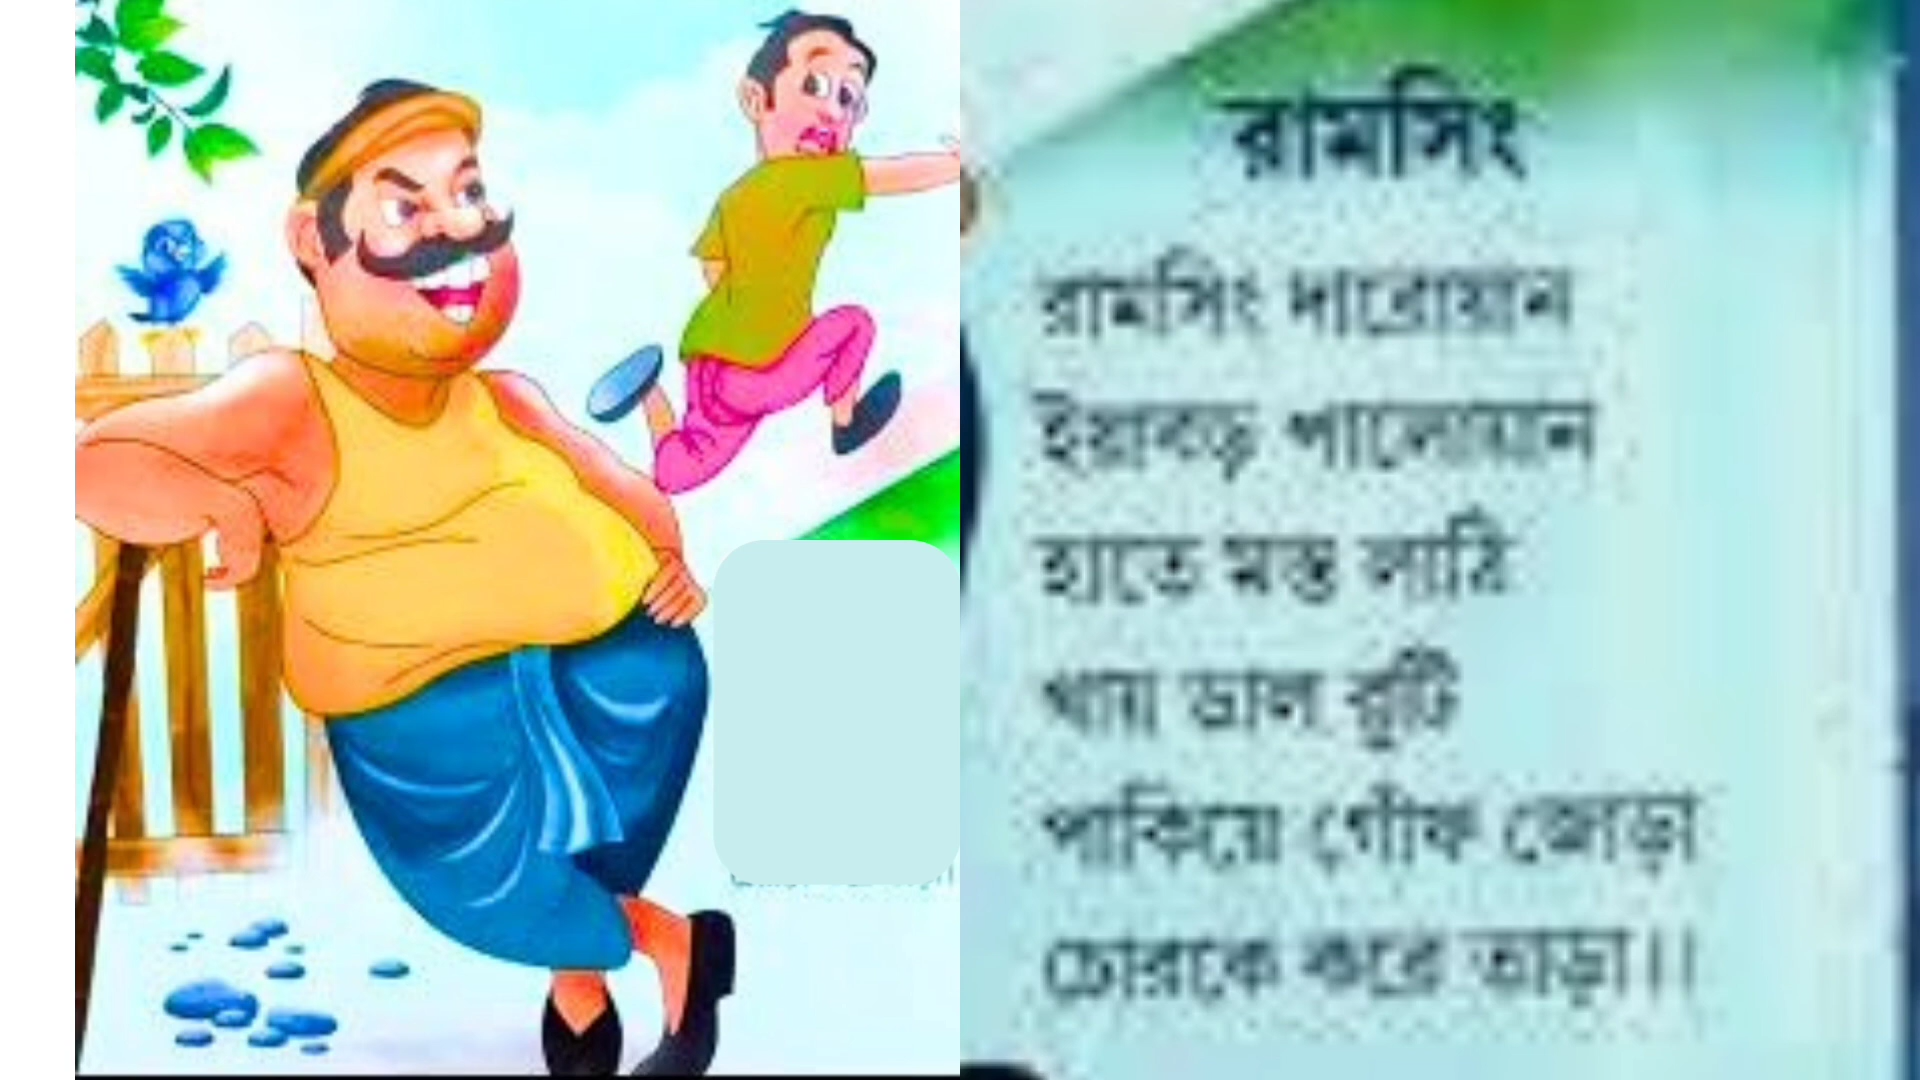 রামসিং
রামসিং দারোয়ান
ইয়াবড় পালোয়ান
হাতে মস্ত লাঠি
খায় ডাল রুটি
পাকিয়ে গোঁফ জোড়া
চোরকে করে তাড়া।।